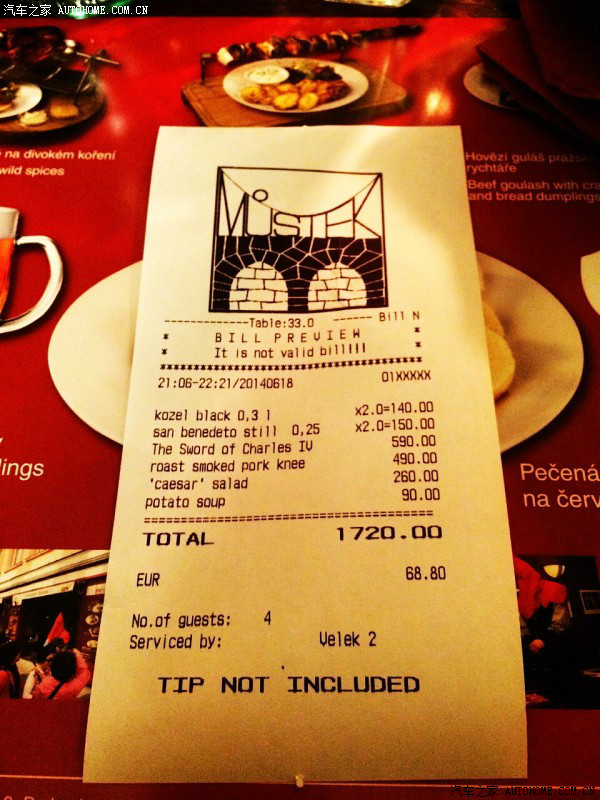 汽车之家 AUTOHOME.COM.CN
na divokém koření
wild spices
Hovězí guláš
rychtáře
Beef goulash with
and bread dumplings
MŮSTEK
--------------Table:33.0 ------ Bill N
* BILL PREVIEW *
* It is not valid bill!!! *
****************************************
21:06-22:21/20140618 01XXXXX
kozel black 0,3 l x2.0=140.00
san benedeto still 0,25 x2.0=150.00
The Sword of Charles IV 590.00
roast smoked pork knee 490.00
'caesar' salad 260.00
potato soup 90.00
========================================
TOTAL 1720.00
EUR 68.80
No.of guests: 4
Serviced by: Velek 2
TIP NOT INCLUDED
lings
Pečená
na červ
汽车之家 AUTOHOME.COM.CN